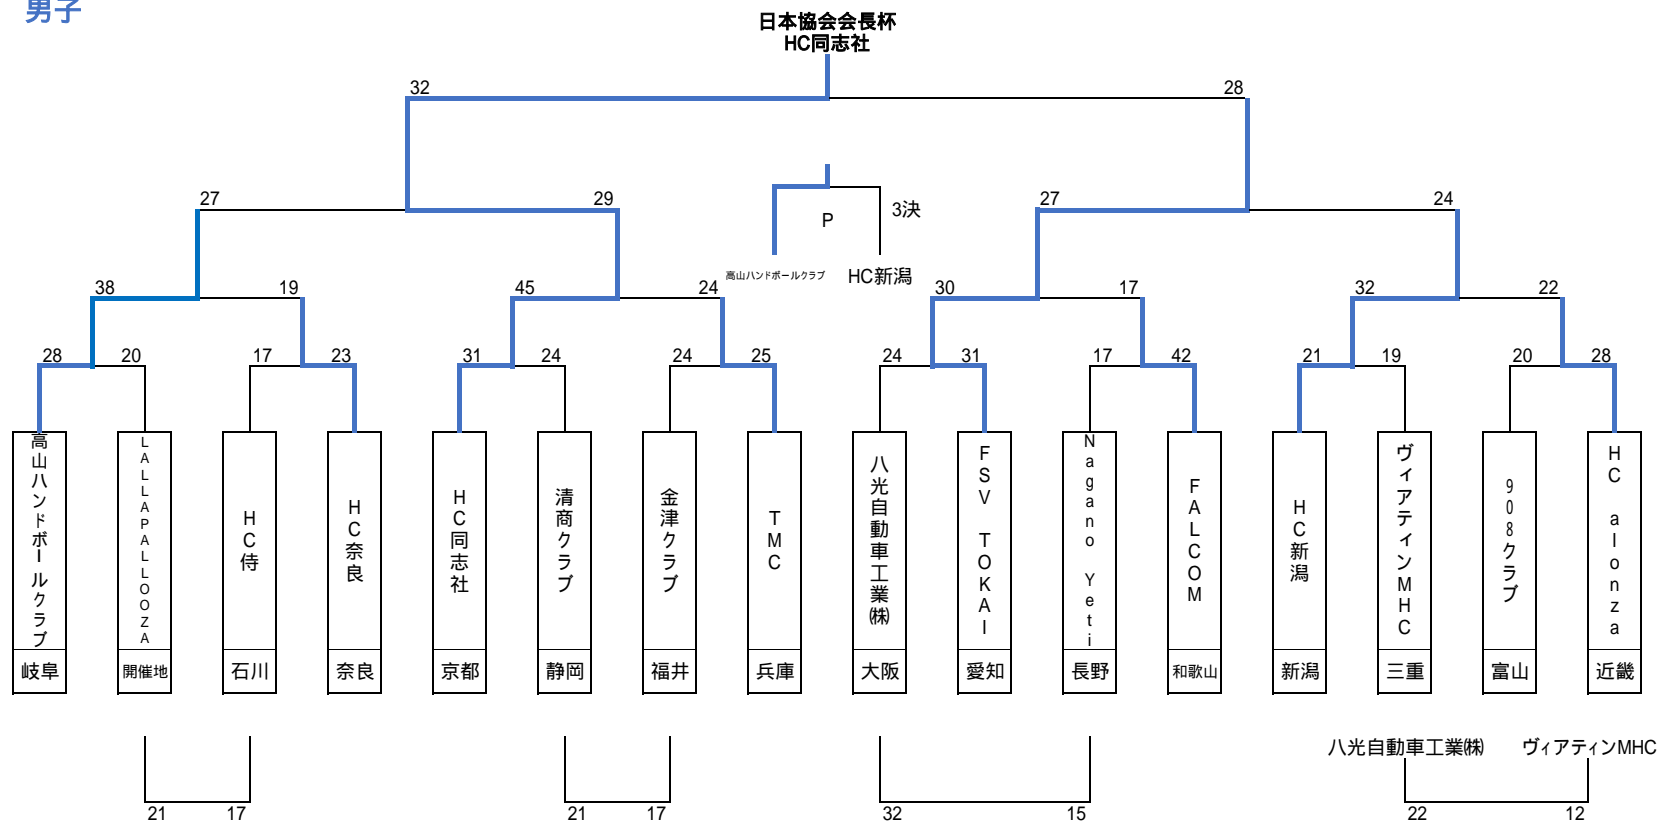 男子
日本協会会長杯
HC同志社
32
28
27
29
27
24
3決
P
高山ハンドボールクラブ
HC新潟
38
19
45
24
30
17
32
22
28
20
17
23
31
24
24
25
24
31
17
42
21
19
20
28
高山ハンドボールクラブ
LALLAPALLOOZA
HC侍
HC奈良
HC同志社
清商クラブ
金津クラブ
TMC
八光自動車工業㈱
FSV TOKAI
Nagano Yeti
FALCOM
HC新潟
ヴィアティンMHC
908クラブ
HC alonza
岐阜
開催地
石川
奈良
京都
静岡
福井
兵庫
大阪
愛知
長野
和歌山
新潟
三重
富山
近畿
八光自動車工業㈱
ヴィアティンMHC
21
17
21
17
32
15
22
12